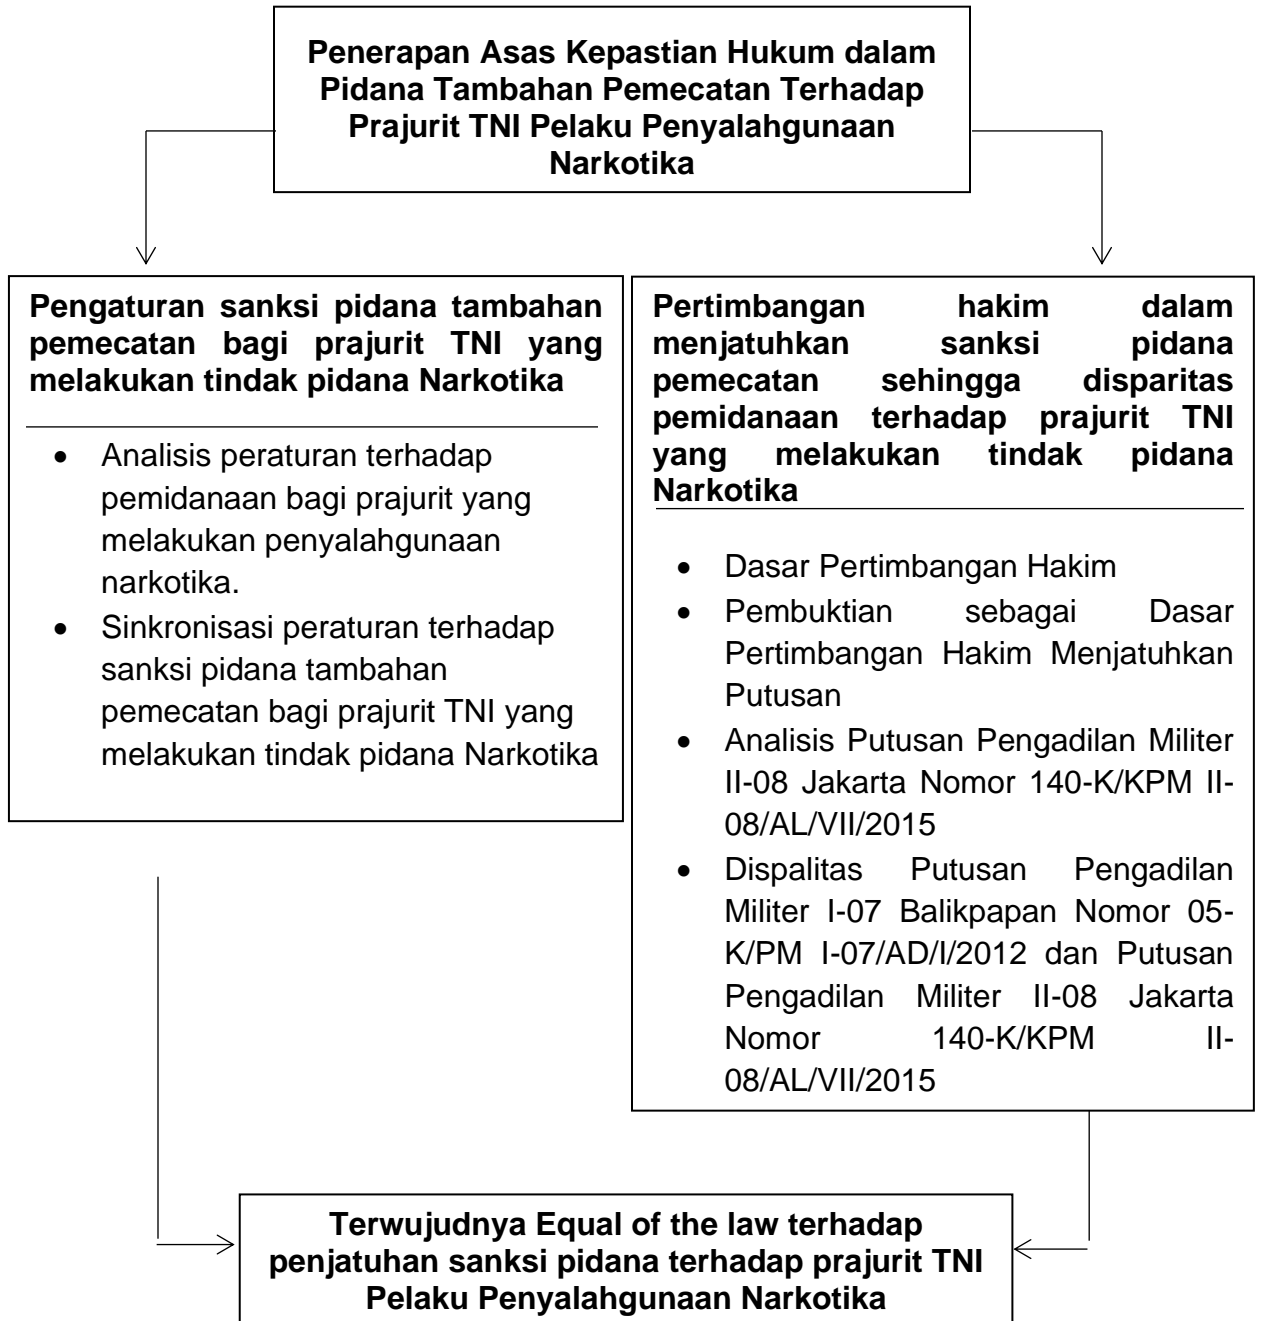 Penerapan Asas Kepastian Hukum dalam
Pidana Tambahan Pemecatan Terhadap
Prajurit TNI Pelaku Penyalahgunaan
Narkotika
Pengaturan sanksi pidana tambahan
pemecatan bagi prajurit TNI yang
melakukan tindak pidana Narkotika
• Analisis peraturan terhadap
pemidanaan bagi prajurit yang
melakukan penyalahgunaan
narkotika.
• Sinkronisasi peraturan terhadap
sanksi pidana tambahan
pemecatan bagi prajurit TNI yang
melakukan tindak pidana Narkotika
Pertimbangan hakim dalam
menjatuhkan sanksi pidana
pemecatan sehingga disparitas
pemidanaan terhadap prajurit TNI
yang melakukan tindak pidana
Narkotika
• Dasar Pertimbangan Hakim
• Pembuktian sebagai Dasar
Pertimbangan Hakim Menjatuhkan
Putusan
• Analisis Putusan Pengadilan Militer
II-08 Jakarta Nomor 140-K/KPM II-
08/AL/VII/2015
• Dispalitas Putusan Pengadilan
Militer I-07 Balikpapan Nomor 05-
K/PM I-07/AD/I/2012 dan Putusan
Pengadilan Militer II-08 Jakarta
Nomor 140-K/KPM II-
08/AL/VII/2015
Terwujudnya Equal of the law terhadap
penjatuhan sanksi pidana terhadap prajurit TNI
Pelaku Penyalahgunaan Narkotika